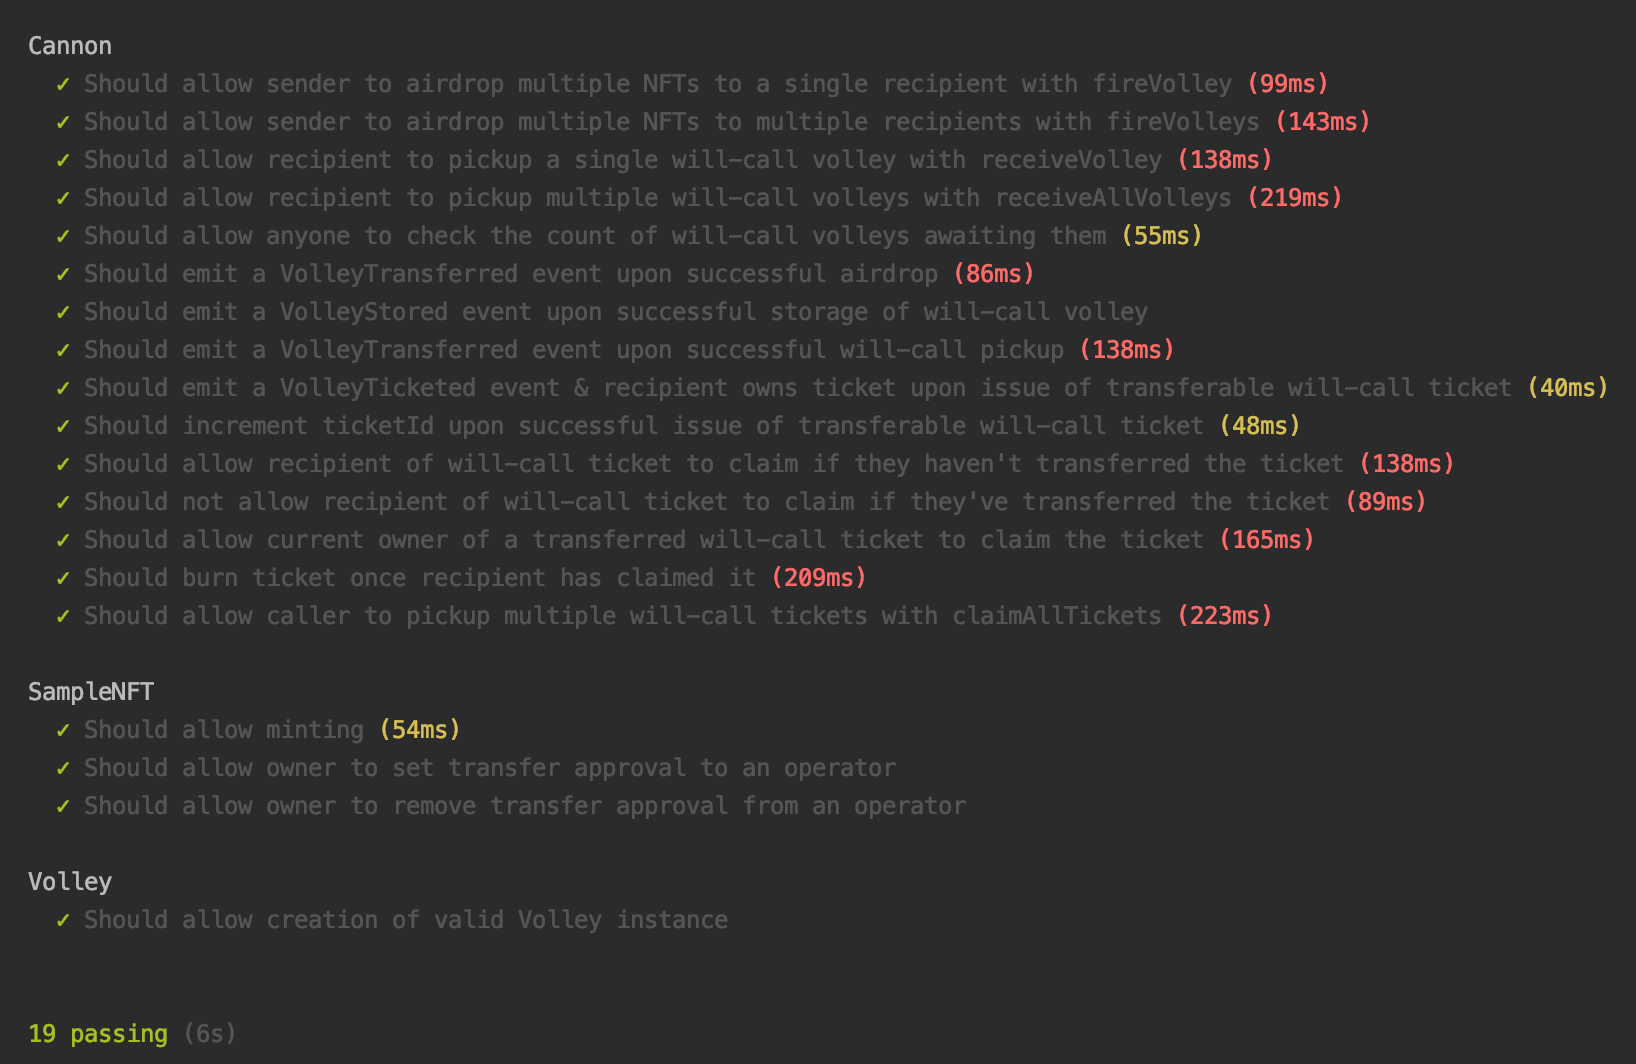 Cannon
✓ Should allow sender to airdrop multiple NFTs to a single recipient with fireVolley (99ms)
✓ Should allow sender to airdrop multiple NFTs to multiple recipients with fireVolleys (143ms)
✓ Should allow recipient to pickup a single will-call volley with receiveVolley (138ms)
✓ Should allow recipient to pickup multiple will-call volleys with receiveAllVolleys (219ms)
✓ Should allow anyone to check the count of will-call volleys awaiting them (55ms)
✓ Should emit a VolleyTransferred event upon successful airdrop (86ms)
✓ Should emit a VolleyStored event upon successful storage of will-call volley
✓ Should emit a VolleyTransferred event upon successful will-call pickup (138ms)
✓ Should emit a VolleyTicketed event & recipient owns ticket upon issue of transferable will-call ticket (40ms)
✓ Should increment ticketId upon successful issue of transferable will-call ticket (48ms)
✓ Should allow recipient of will-call ticket to claim if they haven't transferred the ticket (138ms)
✓ Should not allow recipient of will-call ticket to claim if they've transferred the ticket (89ms)
✓ Should allow current owner of a transferred will-call ticket to claim the ticket (165ms)
✓ Should burn ticket once recipient has claimed it (209ms)
✓ Should allow caller to pickup multiple will-call tickets with claimAllTickets (223ms)
SampleNFT
✓ Should allow minting (54ms)
✓ Should allow owner to set transfer approval to an operator
✓ Should allow owner to remove transfer approval from an operator
Volley
✓ Should allow creation of valid Volley instance
19 passing (6s)